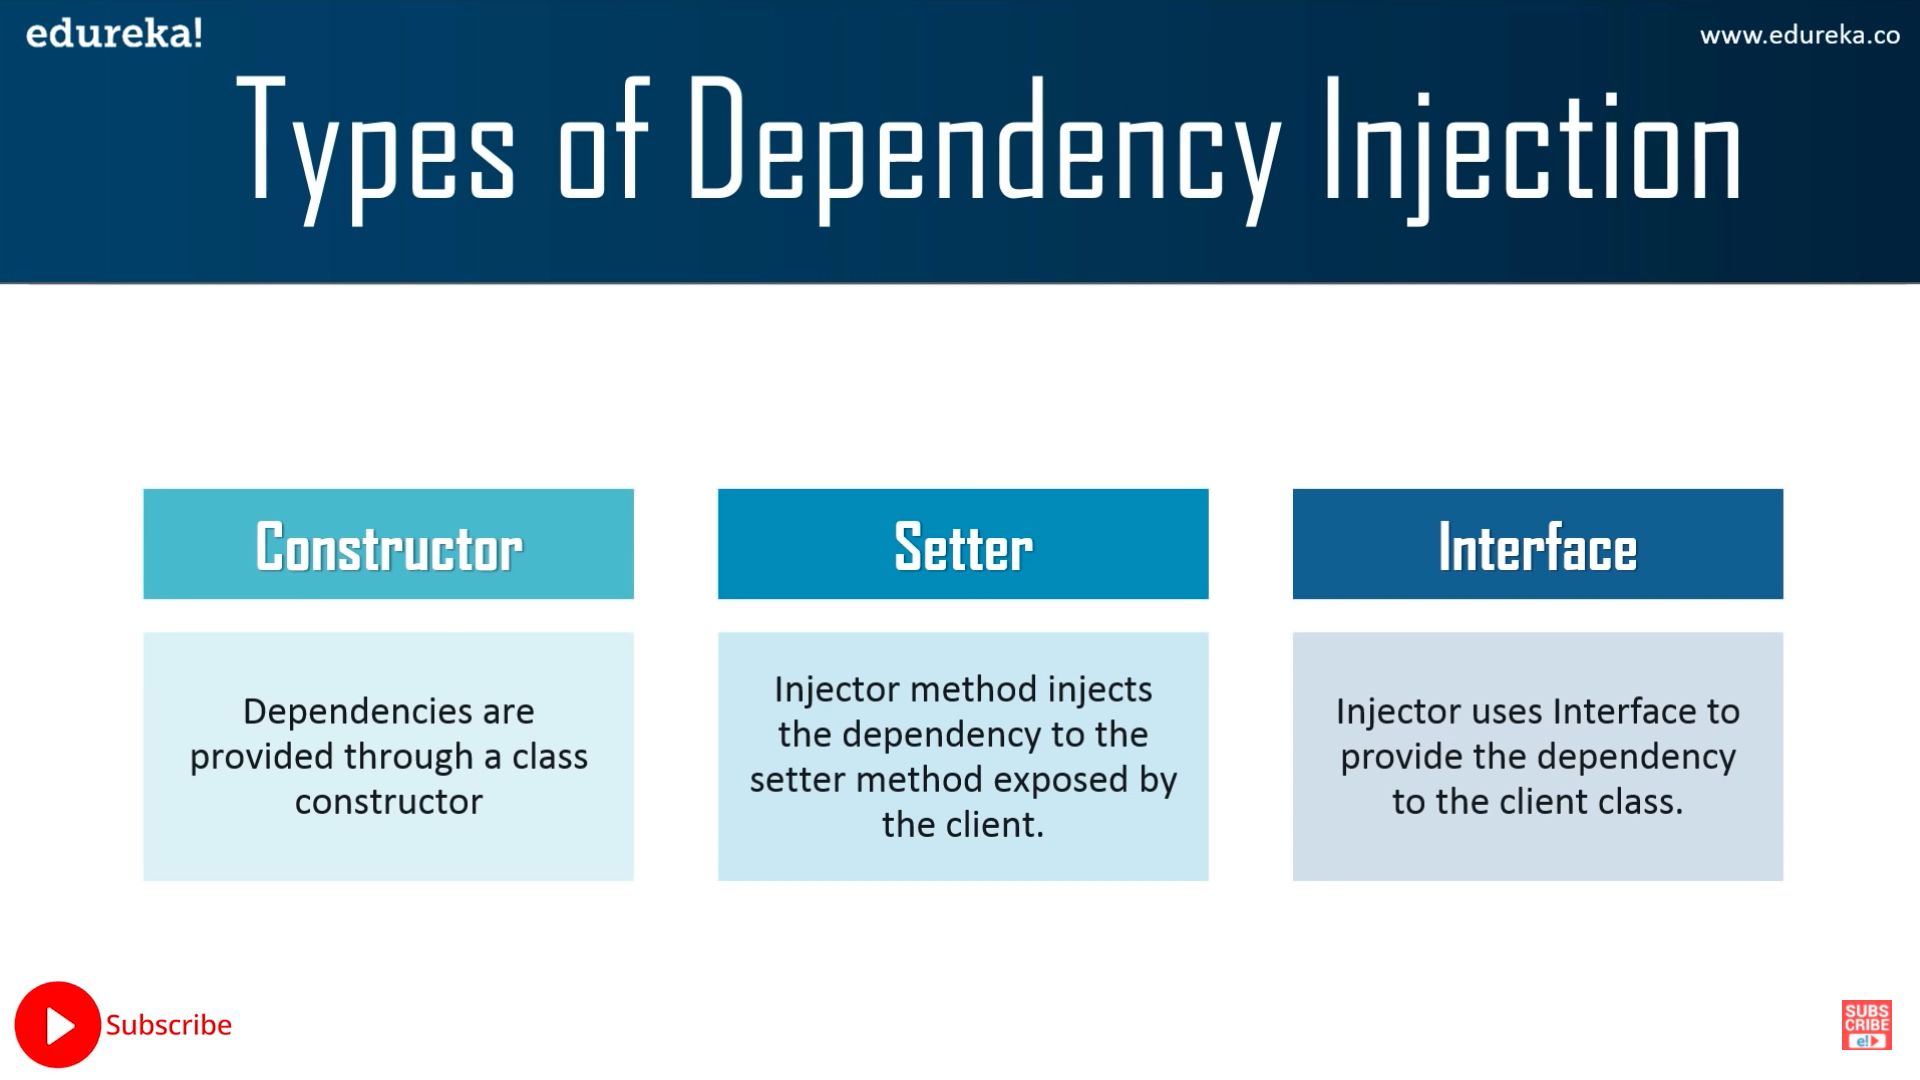 edureka!
www.edureka.co
Types of Dependency Injection
Constructor
Dependencies are
provided through a class
constructor
Setter
Injector method injects
the dependency to the
setter method exposed by
the client.
Interface
Injector uses Interface to
provide the dependency
to the client class.
Subscribe
SUBS
CRIBE
e!